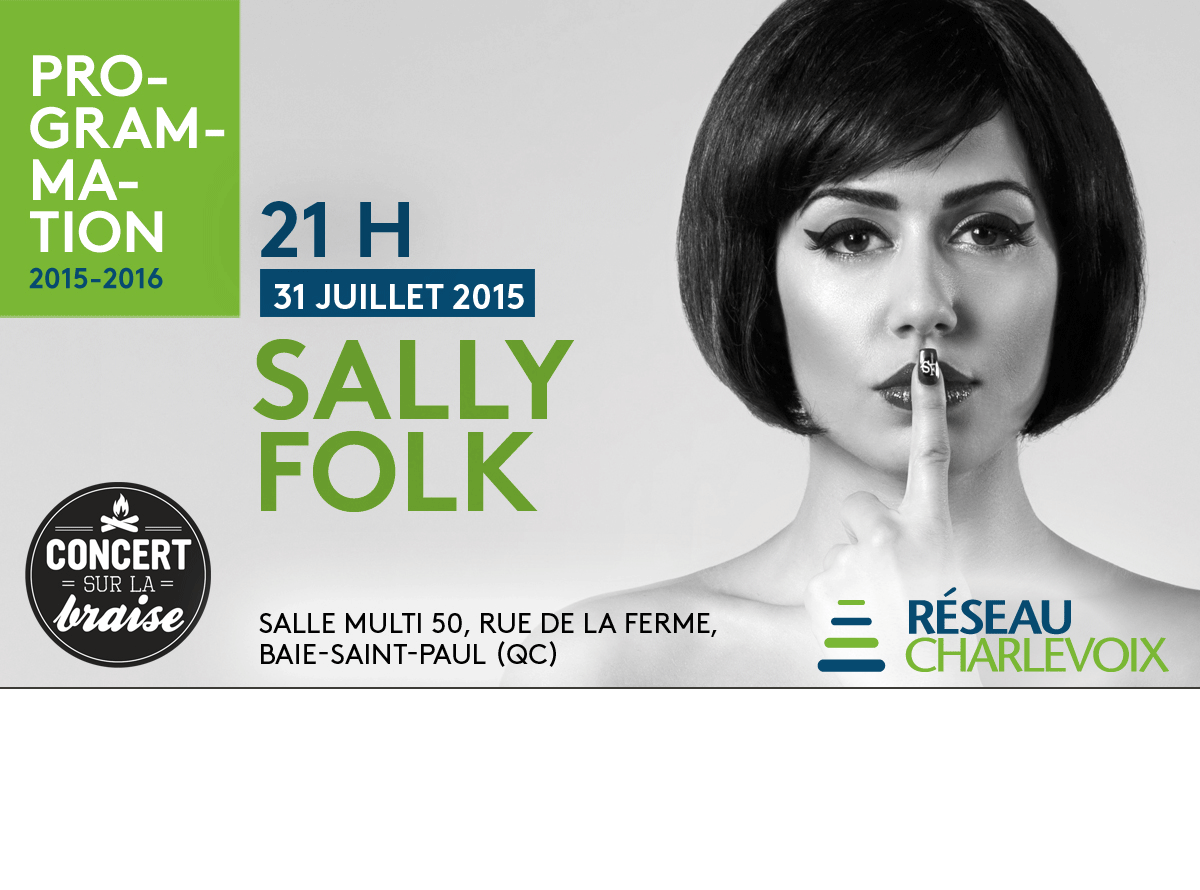 PRO-
GRAM-
MA-
TION
2015-2016
21 H
31 JUILLET 2015
SALLY
FOLK
CONCERT
SUR LA
braise
SALLE MULTI 50, RUE DE LA FERME,
BAIE-SAINT-PAUL (QC)
SF
RÉSEAU
CHARLEVOIX